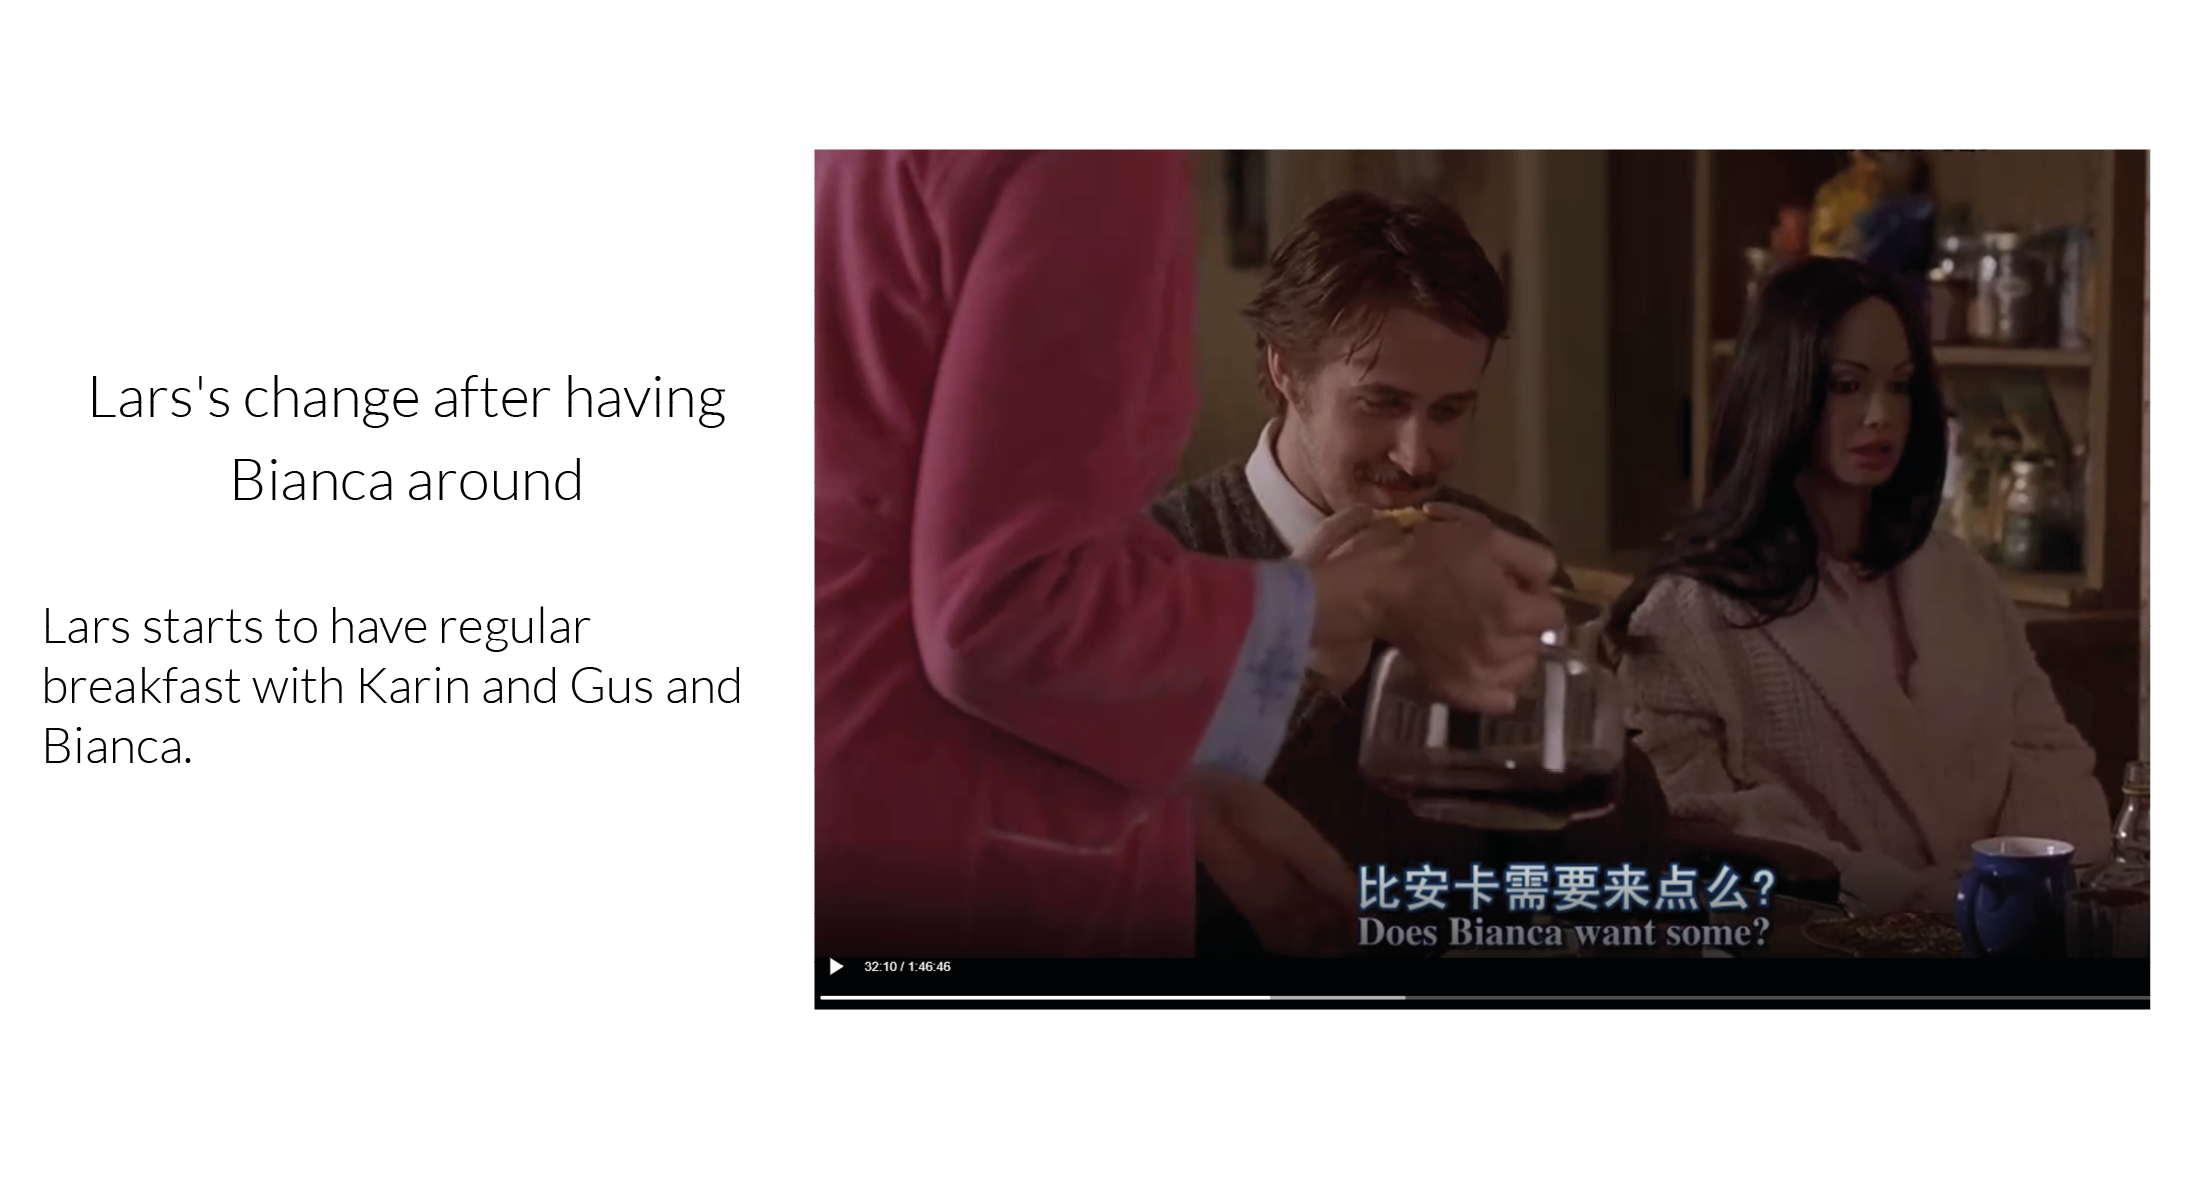 Lars's change after having
Bianca around
Lars starts to have regular
breakfast with Karin and Gus and
Bianca.
比安卡需要来点么?
Does Bianca want some?
32:10 / 1:46:46